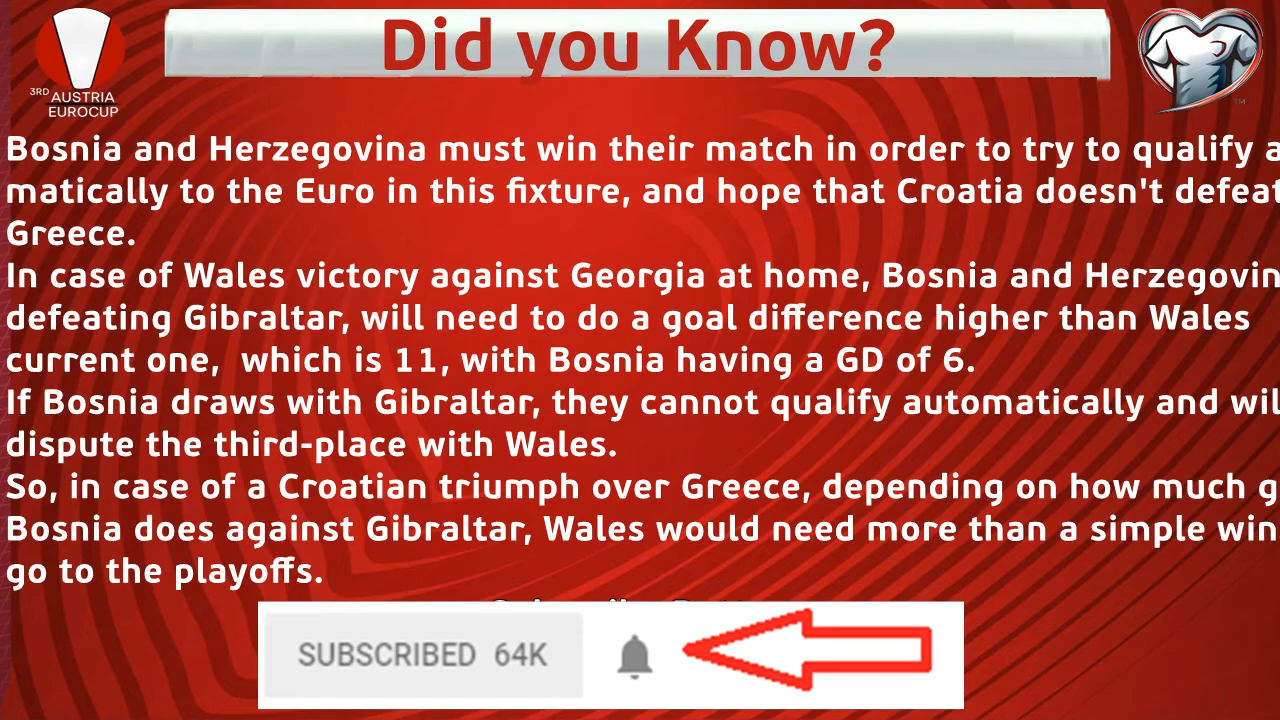 Did you Know?
3RD AUSTRIA
EUROCUP
TM
Bosnia and Herzegovina must win their match in order to try to qualify a
matically to the Euro in this fixture, and hope that Croatia doesn't defeat
Greece.
In case of Wales victory against Georgia at home, Bosnia and Herzegovin
defeating Gibraltar, will need to do a goal difference higher than Wales
current one, which is 11, with Bosnia having a GD of 6.
If Bosnia draws with Gibraltar, they cannot qualify automatically and wil
dispute the third-place with Wales.
So, in case of a Croatian triumph over Greece, depending on how much g
Bosnia does against Gibraltar, Wales would need more than a simple win
go to the playoffs.
SUBSCRIBED 64K